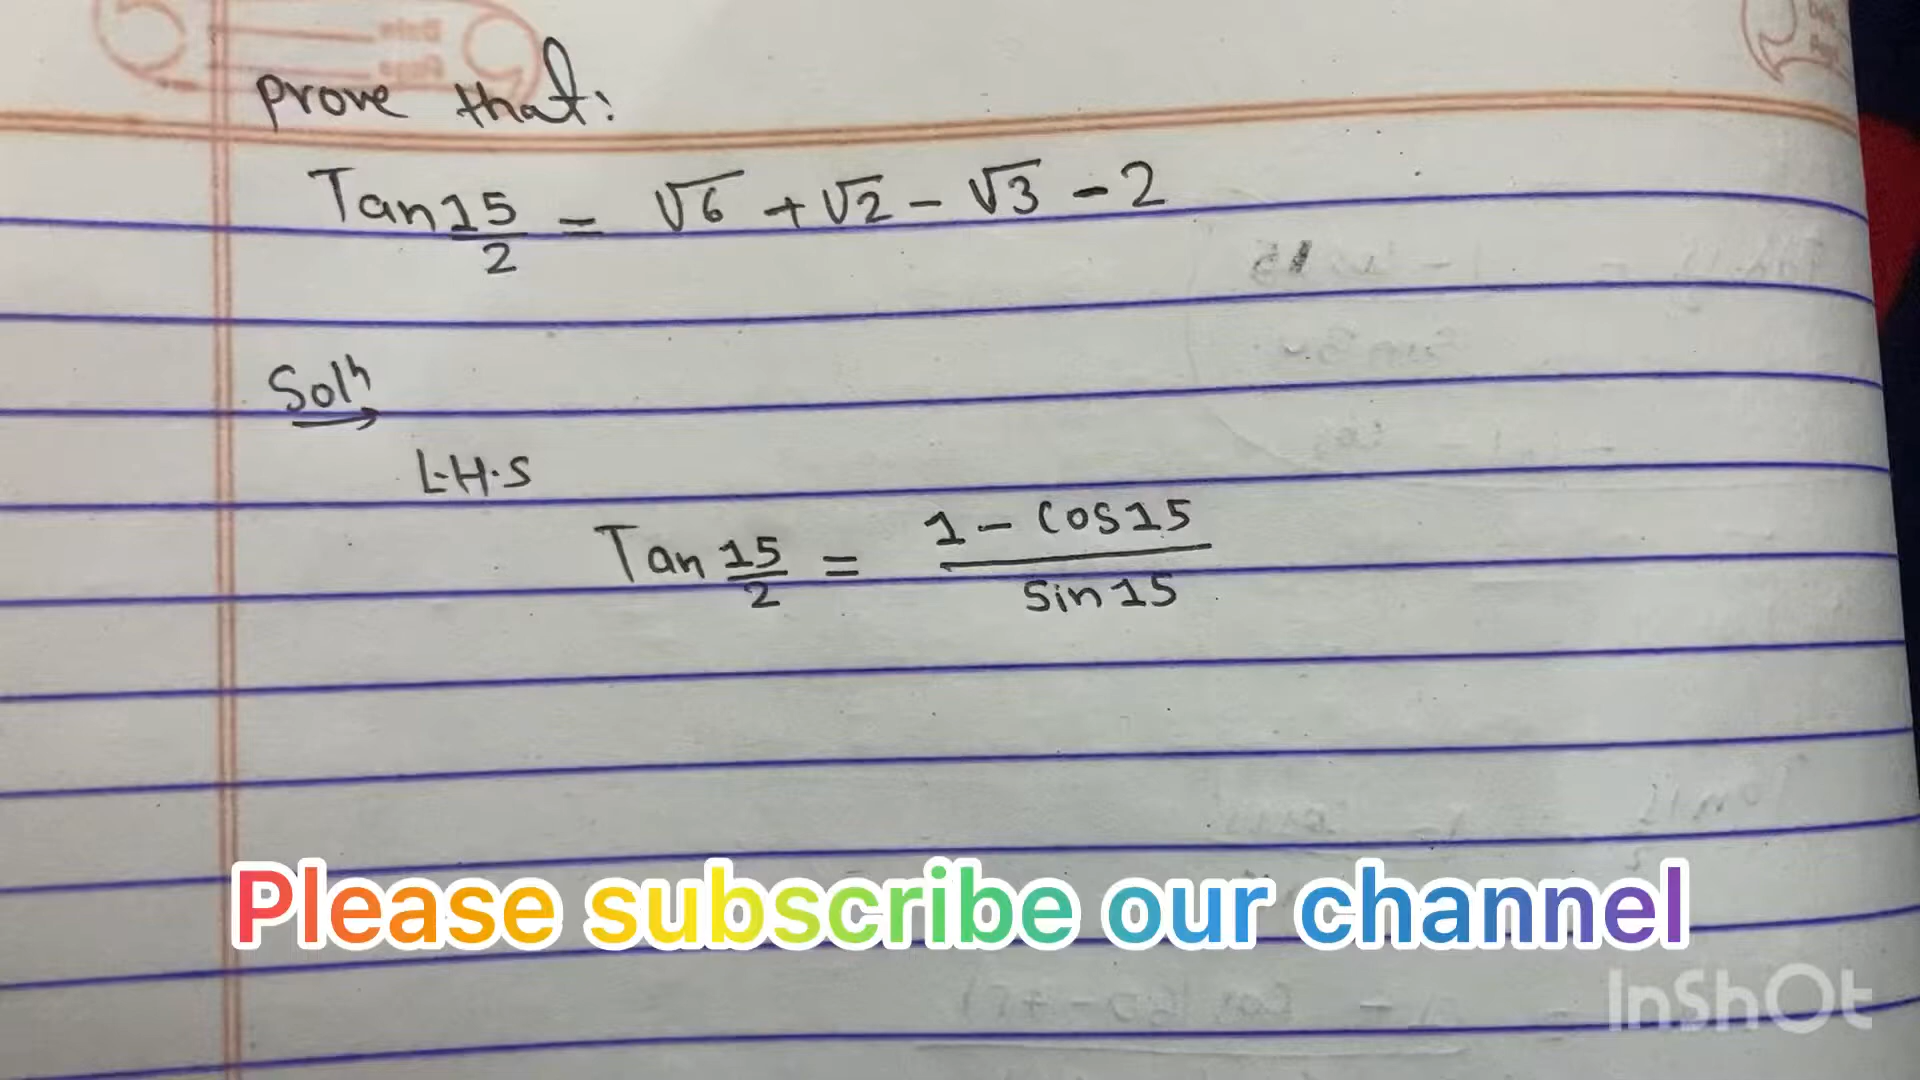 prove that:
Tan 15/2 = √6 + √2 - √3 - 2
Solⁿ
L.H.S
Tan 15/2 = 1 - cos 15 / sin 15
Please subscribe our channel
InShOt